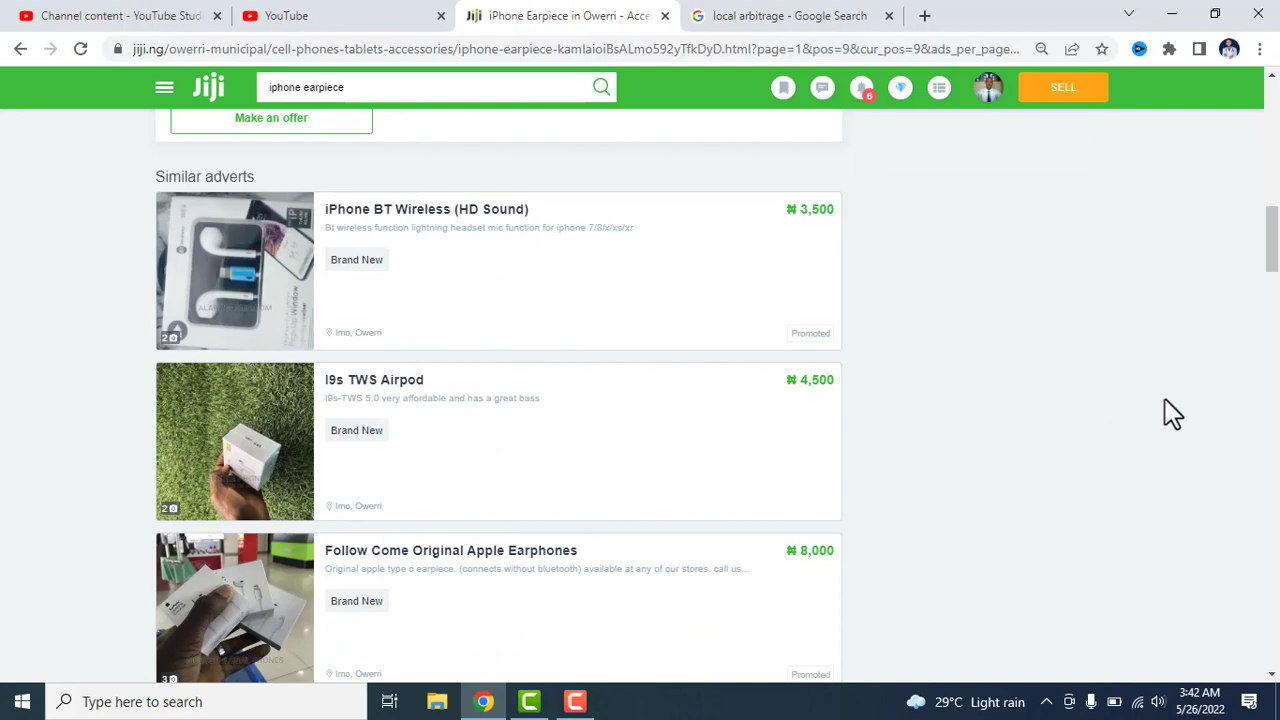 Channel content - YouTube Stud
YouTube
iPhone Earpiece in Owerri - Acce
local arbitrage - Google Search
jiji.ng/owerri-municipal/cell-phones-tablets-accessories/iphone-earpiece-kamIaioiBsALmo592yTfkDyD.html?page=1&pos=9&cur_pos=9&ads_per_page...
Jiji
iphone earpiece
6
SELL
Make an offer
Similar adverts
iPhone BT Wireless (HD Sound)
₦ 3,500
Bt wireless function lightning headset mic function for iphone 7/8/x/xs/xr
Brand New
2
Imo, Owerri
Promoted
I9s TWS Airpod
₦ 4,500
I9s-TWS 5.0 very affordable and has a great bass
Brand New
2
Imo, Owerri
Follow Come Original Apple Earphones
₦ 8,000
Original apple type c earpiece. (connects without bluetooth) available at any of our stores. call us...
Brand New
3
Imo, Owerri
Promoted
Type here to search
29°C Light rain
3:42 AM
5/26/2022